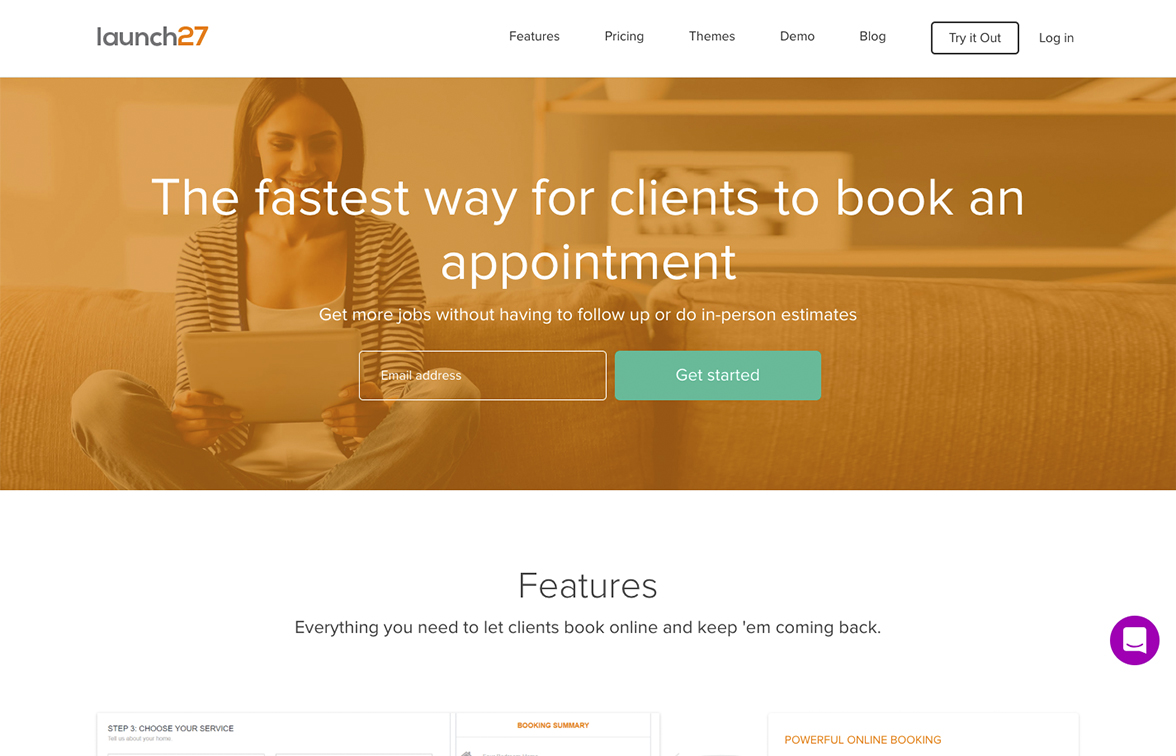 launch27
Features
Pricing
Themes
Demo
Blog
Try it Out
Log in
The fastest way for clients to book an
appointment
Get more jobs without having to follow up or do in-person estimates
Email address
Get started
Features
Everything you need to let clients book online and keep 'em coming back.
STEP 3: CHOOSE YOUR SERVICE
Tell us about your home.
BOOKING SUMMARY
POWERFUL ONLINE BOOKING